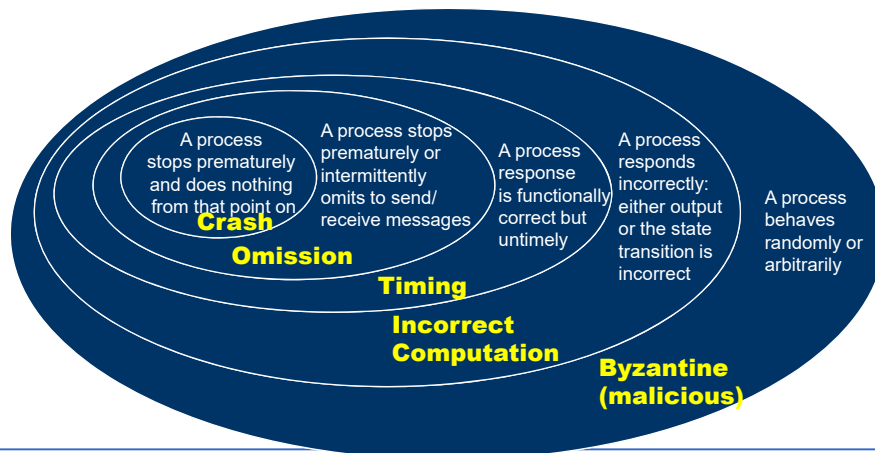 A process
stops prematurely
and does nothing
from that point on
Crash
A process stops
prematurely or
intermittently
omits to send/
receive messages
Omission
A process
response
is functionally
correct but
untimely
Timing
A process
responds
incorrectly:
either output
or the state
transition is
incorrect
Incorrect
Computation
A process
behaves
randomly or
arbitrarily
Byzantine
(malicious)